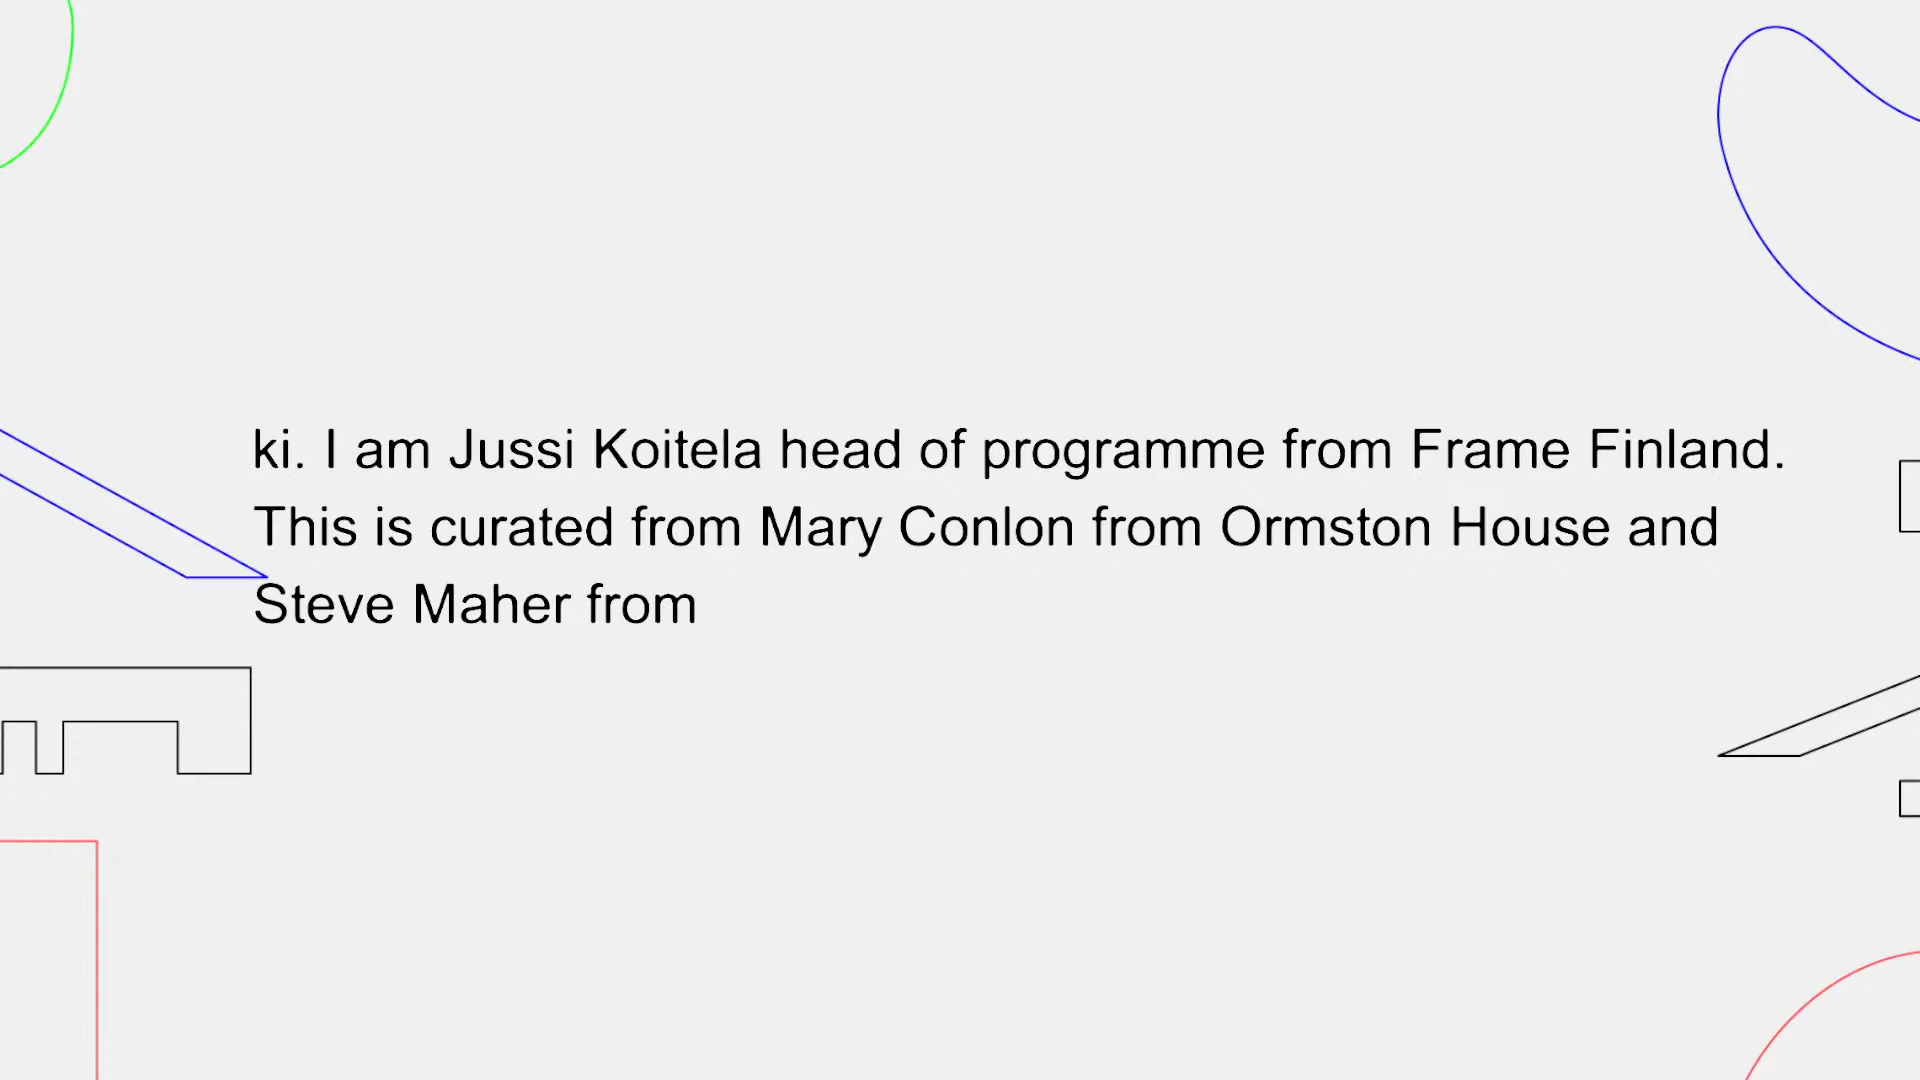 ki. I am Jussi Koitela head of programme from Frame Finland.
This is curated from Mary Conlon from Ormston House and
Steve Maher from